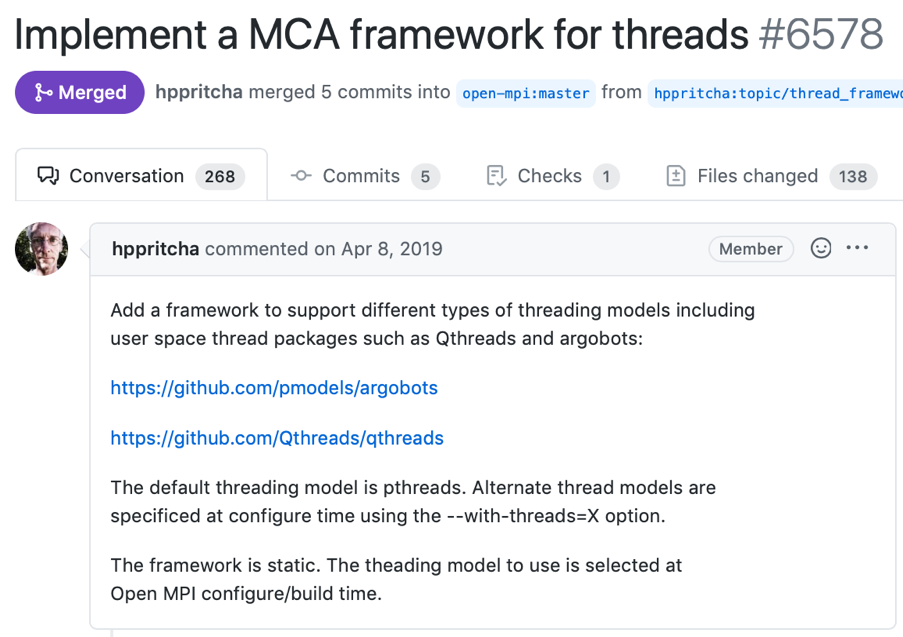 Implement a MCA framework for threads #6578
Merged hppritcha merged 5 commits into open-mpi:master from hppritcha:topic/thread_framew
Conversation 268 Commits 5 Checks 1 Files changed 138
hppritcha commented on Apr 8, 2019 Member
Add a framework to support different types of threading models including
user space thread packages such as Qthreads and argobots:
https://github.com/pmodels/argobots
https://github.com/Qthreads/qthreads
The default threading model is pthreads. Alternate thread models are
specificed at configure time using the --with-threads=X option.
The framework is static. The theading model to use is selected at
Open MPI configure/build time.